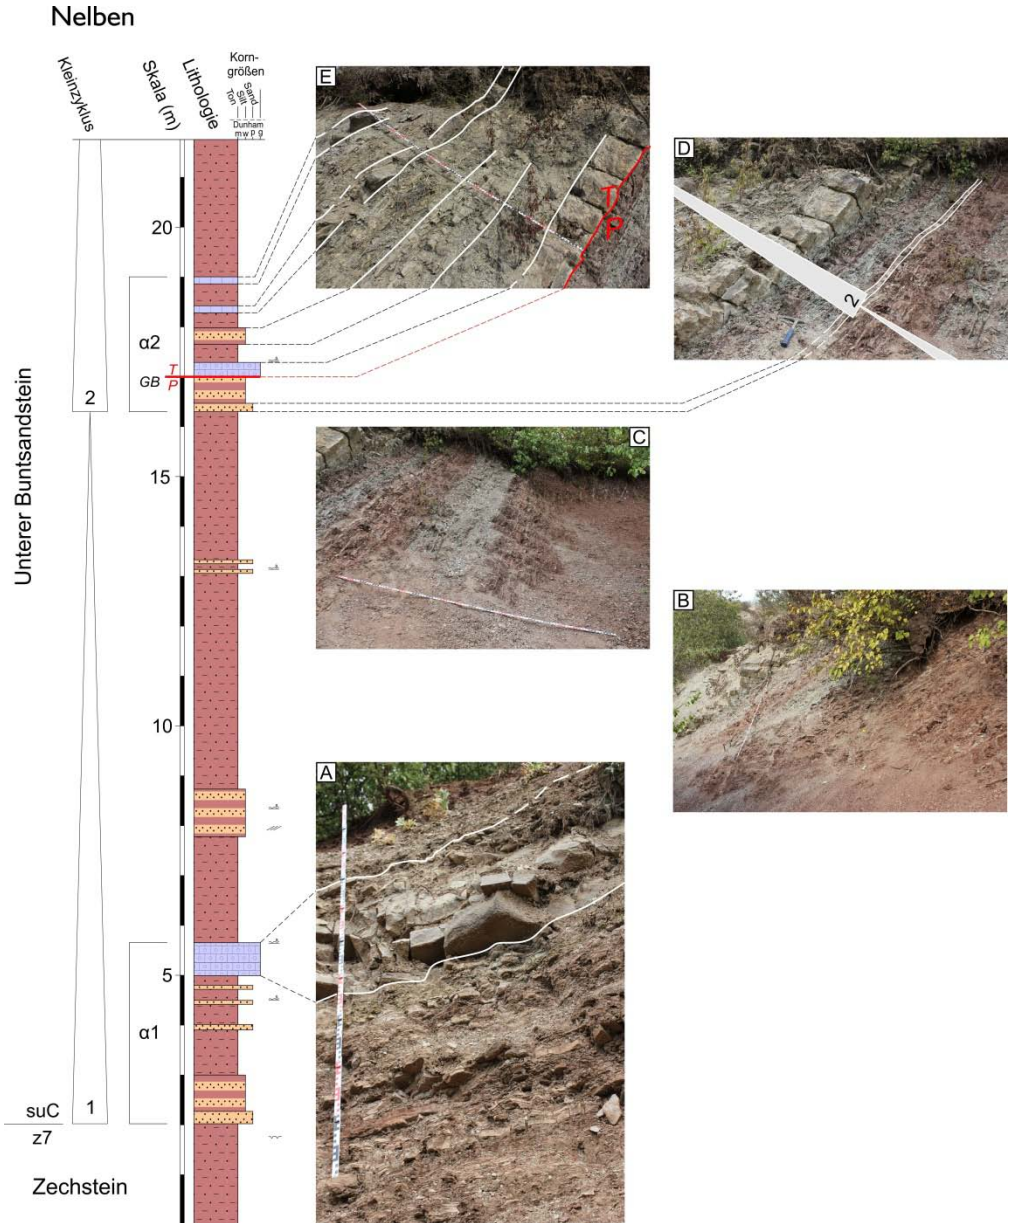 Nelben
Kleinzyklus
Skala (m)
Lithologie
Korn-
größen
Ton
Silt
Sand
Dunham
m w p g
E
T
P
D
2
20
α2
T
GB P
2
C
15
Unterer Buntsandstein
B
10
A
5
α1
suC
1
z7
Zechstein